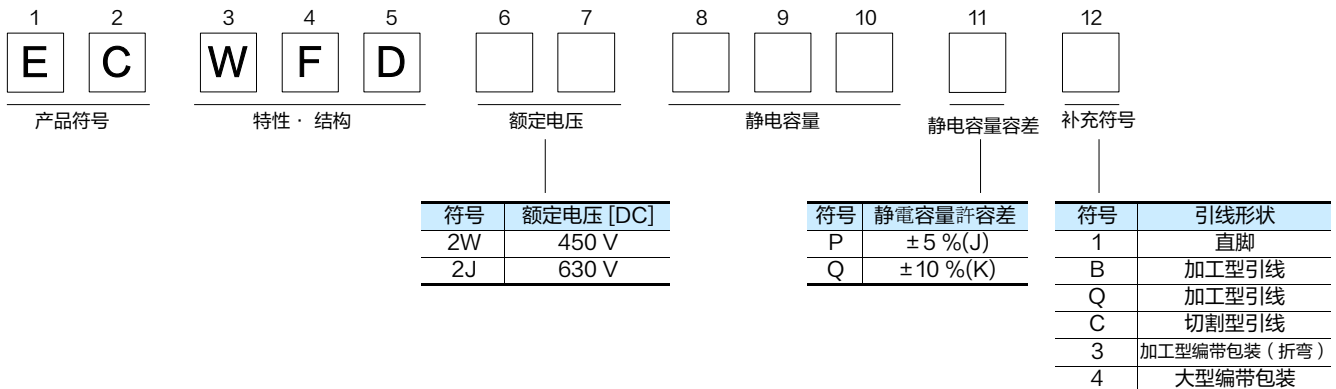 1 2 3 4 5 6 7 8 9 10 11 12
E C W F D
产品符号 特性· 结构 额定电压 静电容量 静电容量容差 补充符号
符号 额定电压 [DC]
2W 450 V
2J 630 V
符号 静電容量許容差
P ±5 %(J)
Q ±10 %(K)
符号 引线形状
1 直脚
B 加工型引线
Q 加工型引线
C 切割型引线
3 加工型编带包装（折弯）
4 大型编带包装